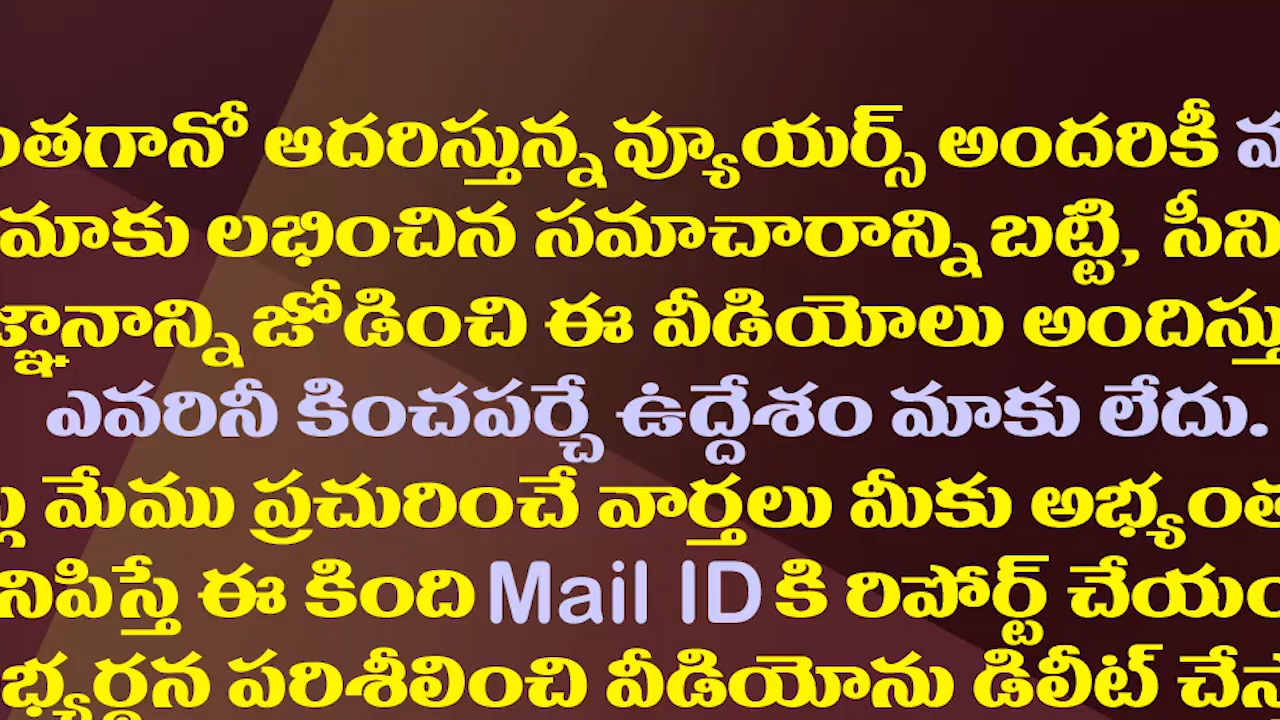 ంతగానో ఆదరిస్తున్న వ్యూయర్స్ అందరికీ
మాకు లభించిన సమాచారాన్ని బట్టి, సీని
జ్ఞానాన్ని జోడించి ఈ వీడియోలు అందిస్తు
ఎవరినీ కించపర్చే ఉద్దేశం మాకు లేదు.
మేము ప్రచురించే వార్తలు మీకు అభ్యంత
నిపిస్తే ఈ కింది Mail ID కి రిపోర్ట్ చేయం
భ్యర్థన పరిశీలించి వీడియోను డిలీట్ చేస